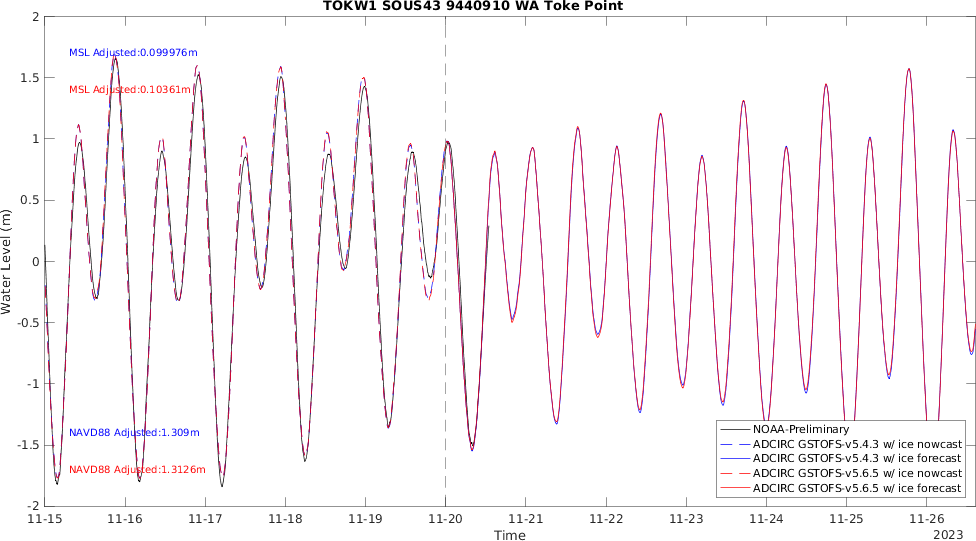 TOKW1 SOUS43 9440910 WA Toke Point
2
1.5
1
0.5
0
-0.5
-1
-1.5
-2
Water Level (m)
MSL Adjusted:0.099976m
MSL Adjusted:0.10361m
NAVD88 Adjusted:1.309m
NAVD88 Adjusted:1.3126m
NOAA-Preliminary
ADCIRC GSTOFS-v5.4.3 w/ ice nowcast
ADCIRC GSTOFS-v5.4.3 w/ ice forecast
ADCIRC GSTOFS-v5.6.5 w/ ice nowcast
ADCIRC GSTOFS-v5.6.5 w/ ice forecast
11-15 11-16 11-17 11-18 11-19 11-20 11-21 11-22 11-23 11-24 11-25 11-26
Time
2023